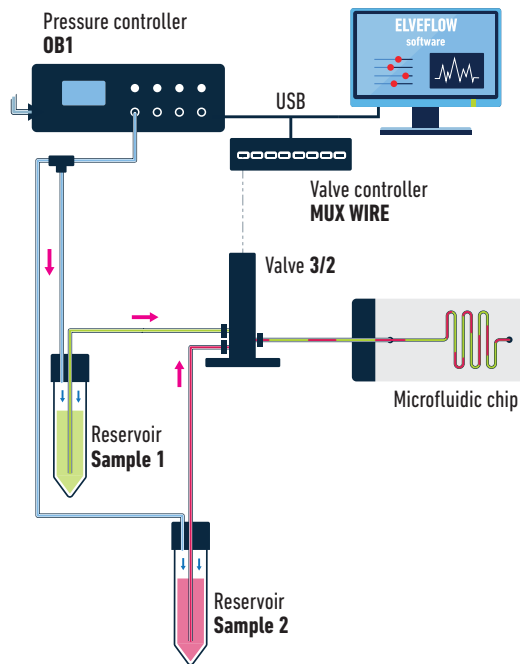 Pressure controller
OB1
ELVEFLOW
software
USB
Valve controller
MUX WIRE
Valve 3/2
Microfluidic chip
Reservoir
Sample 1
Reservoir
Sample 2